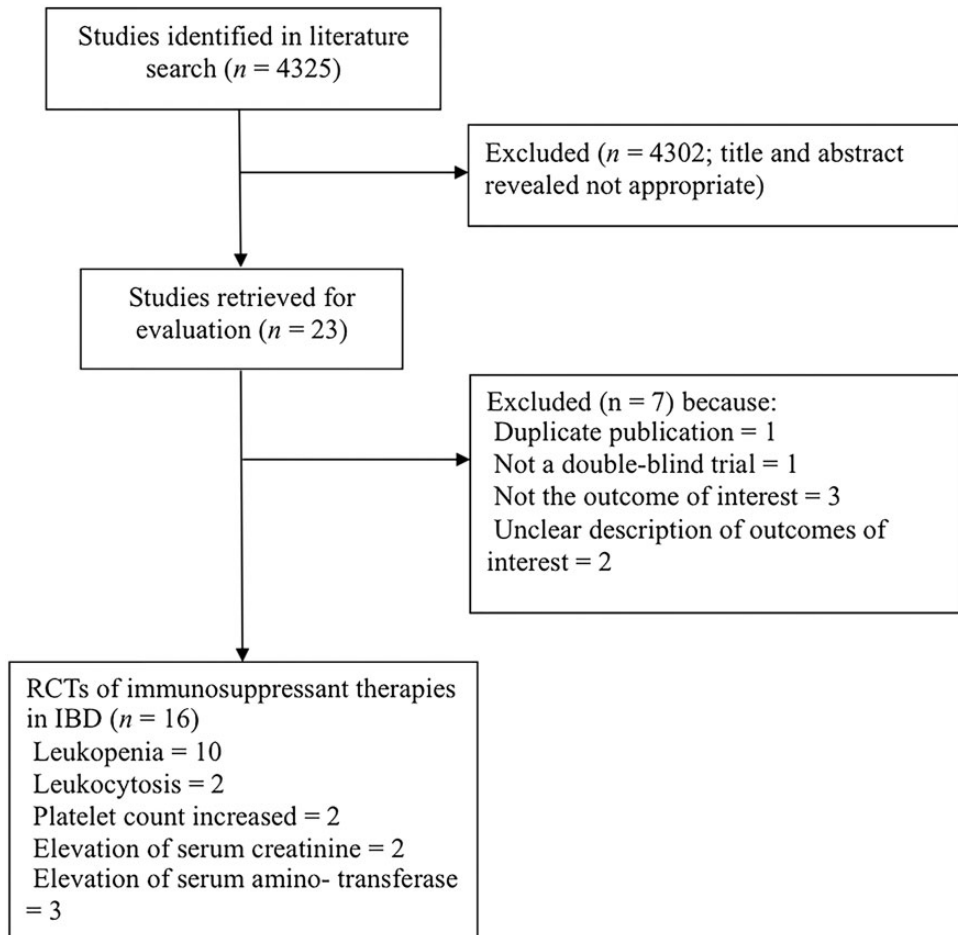 Studies identified in literature
search (n = 4325)
Excluded (n = 4302; title and abstract
revealed not appropriate)
Studies retrieved for
evaluation (n = 23)
Excluded (n = 7) because:
Duplicate publication = 1
Not a double-blind trial = 1
Not the outcome of interest = 3
Unclear description of outcomes of
interest = 2
RCTs of immunosuppressant therapies
in IBD (n = 16)
Leukopenia = 10
Leukocytosis = 2
Platelet count increased = 2
Elevation of serum creatinine = 2
Elevation of serum amino- transferase
= 3